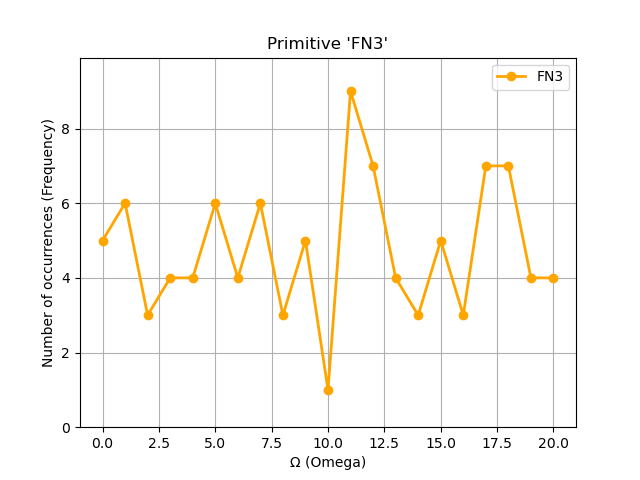 Primitive 'FN3'
FN3
Number of occurrences (Frequency)
8
6
4
2
0
0.0 2.5 5.0 7.5 10.0 12.5 15.0 17.5 20.0
Ω (Omega)